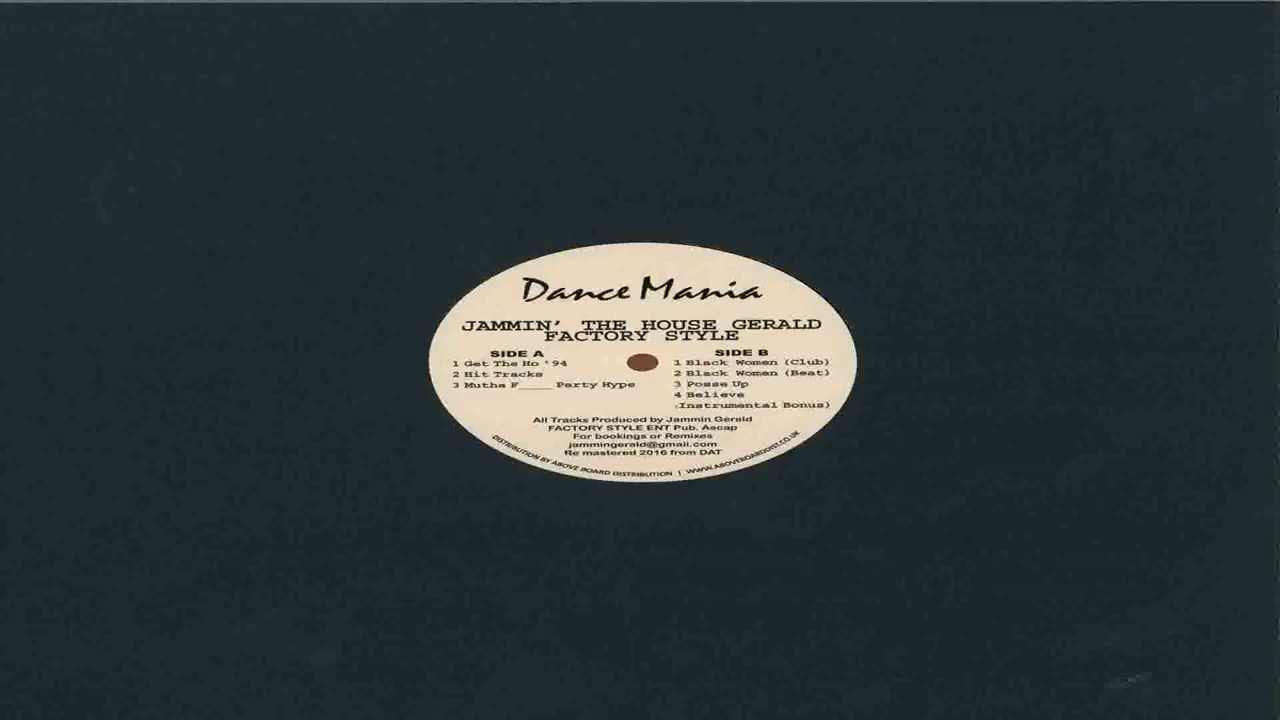 Dance Mania
JAMMIN' THE HOUSE GERALD
FACTORY STYLE
SIDE A
1 Get The Ho '94
2 Hit Tracks
3 Mutha F____ Party Hype
SIDE B
1 Black Women (Club)
2 Black Women (Beat)
3 Posse Up
4 Believe
.Instrumental Bonus)
All Tracks Produced by Jammin Gerald
FACTORY STYLE ENT Pub. Ascap
For bookings or Remixes
jammingerald@gmail.com
Re mastered 2016 from DAT
DISTRIBUTION BY ABOVE BOARD DISTRIBUTION | WWW.ABOVEBOARDDIST.CO.UK